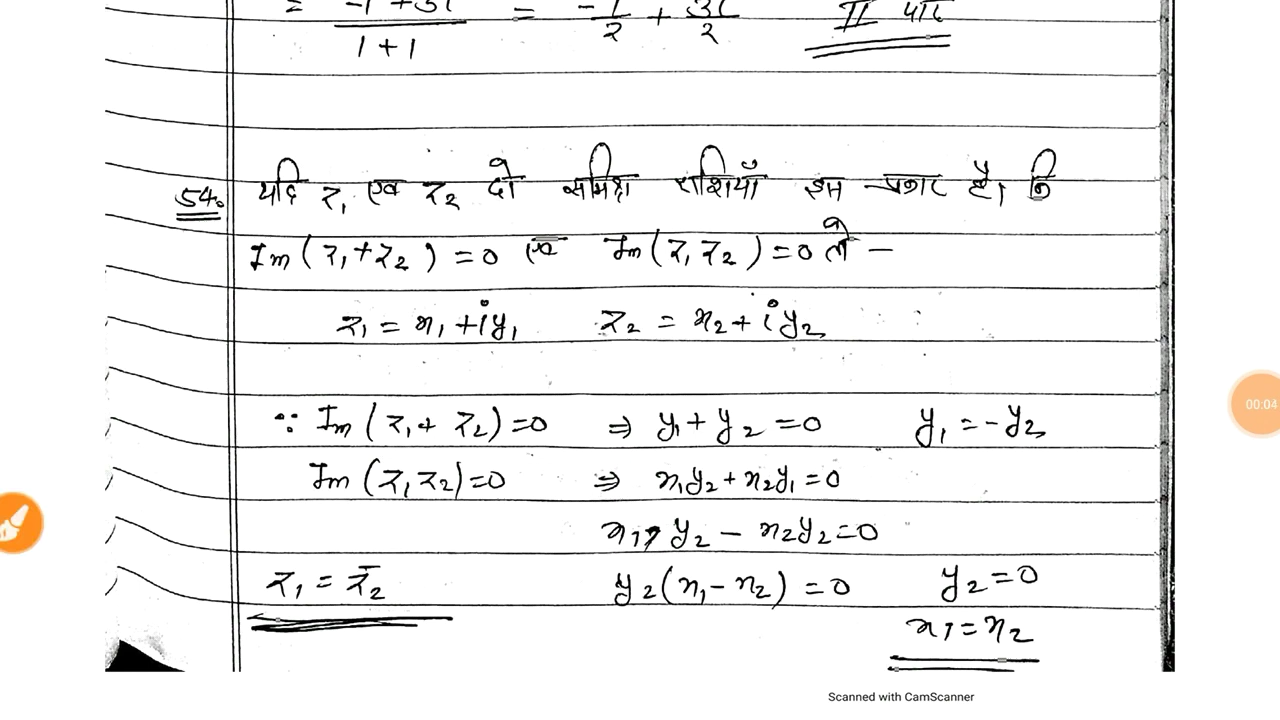 = -1+3i / 1+1 = -1/2 + 3i/2 II
54. यदि z₁ एवं z₂ दो समिश्र राशियाँ इस प्रकार है। कि
Im(z₁+z₂)=0 एवं Im(z₁z₂)=0 तो –
z₁ = x₁+iy₁ z₂ = x₂+iy₂
∵ Im(z₁+z₂)=0 ⇒ y₁+y₂=0 y₁=-y₂
Im(z₁z₂)=0 ⇒ x₁y₂+x₂y₁=0
x₁y₂ – x₂y₂=0
z₁ = z̄₂ y₂(x₁-x₂)=0 y₂=0
x₁=x₂
00:04
Scanned with CamScanner